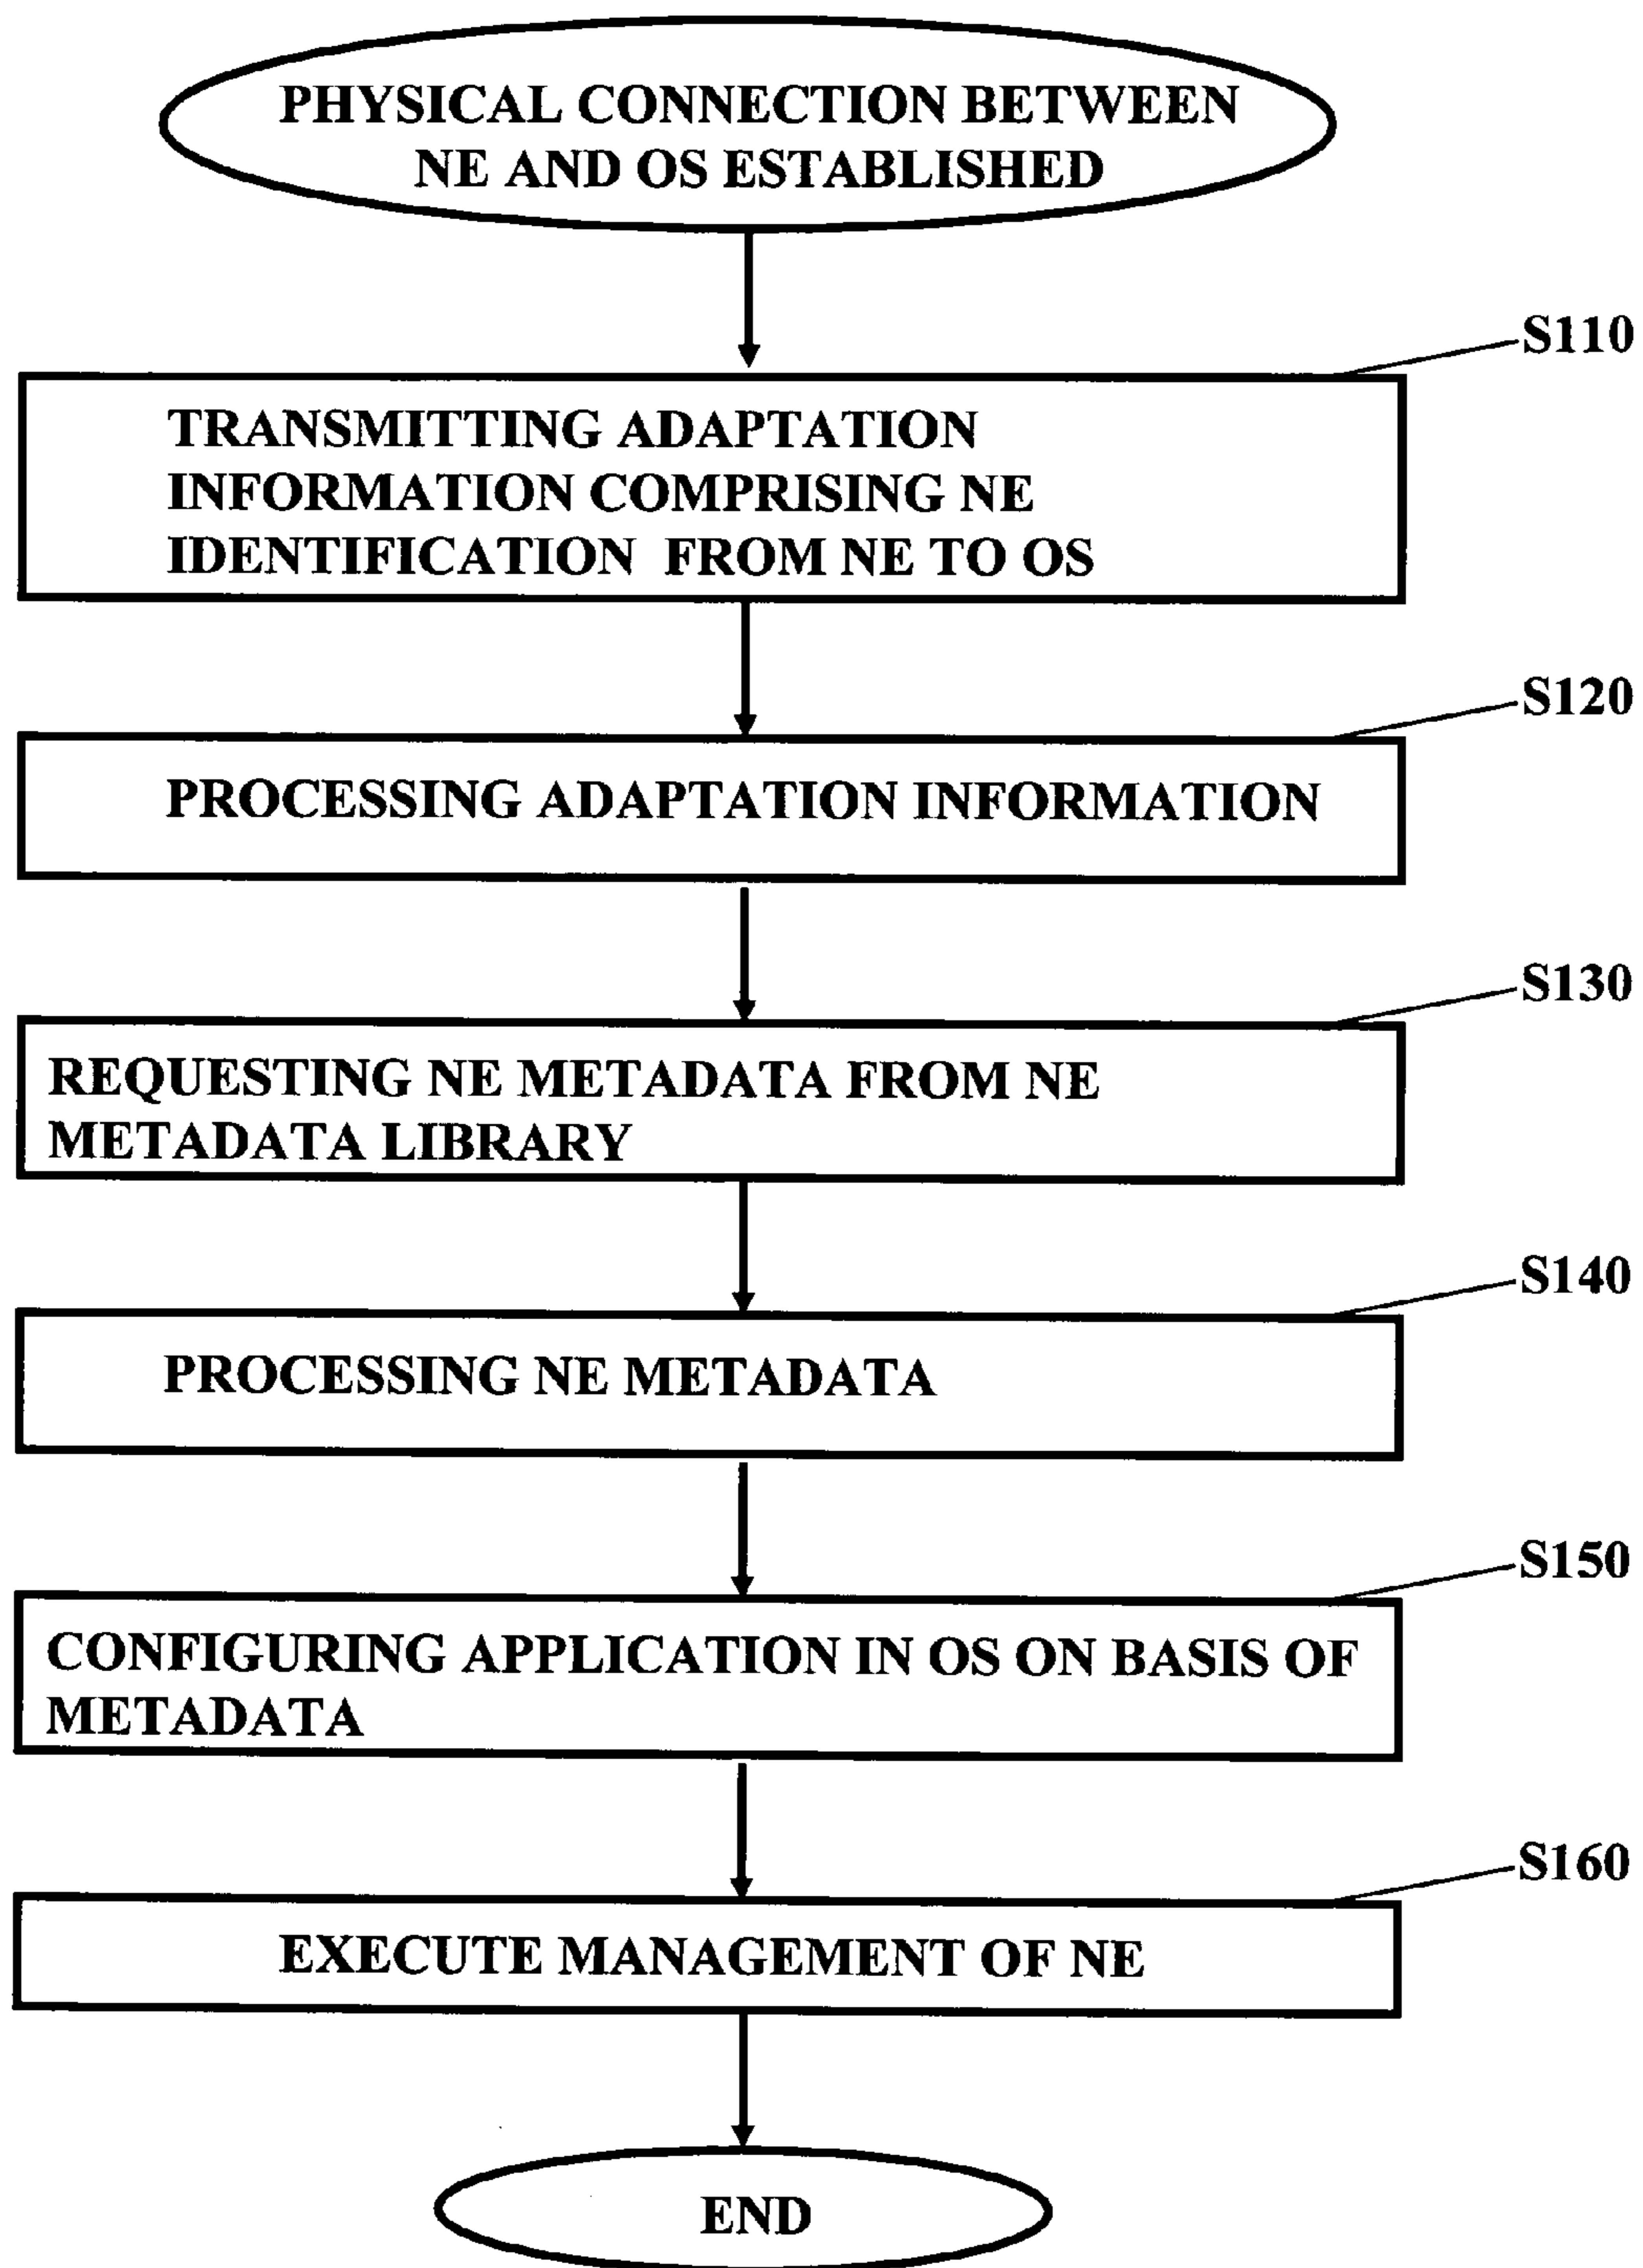 PHYSICAL CONNECTION BETWEEN
NE AND OS ESTABLISHED
S110
TRANSMITTING ADAPTATION
INFORMATION COMPRISING NE
IDENTIFICATION FROM NE TO OS
S120
PROCESSING ADAPTATION INFORMATION
S130
REQUESTING NE METADATA FROM NE
METADATA LIBRARY
S140
PROCESSING NE METADATA
S150
CONFIGURING APPLICATION IN OS ON BASIS OF
METADATA
S160
EXECUTE MANAGEMENT OF NE
END